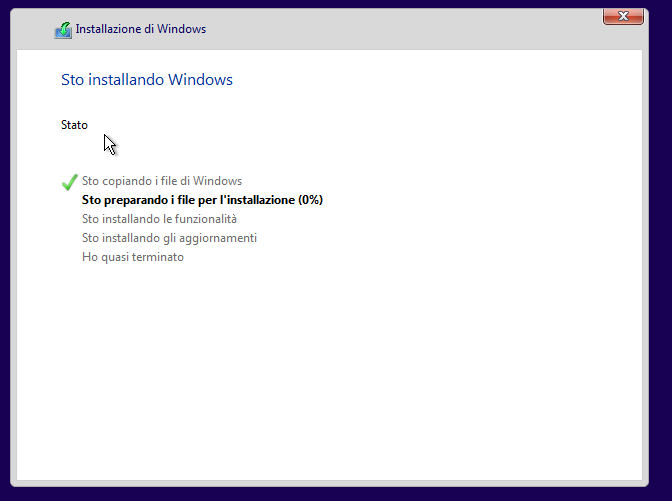 Installazione di Windows
Sto installando Windows
Stato
Sto copiando i file di Windows
Sto preparando i file per l'installazione (0%)
Sto installando le funzionalità
Sto installando gli aggiornamenti
Ho quasi terminato